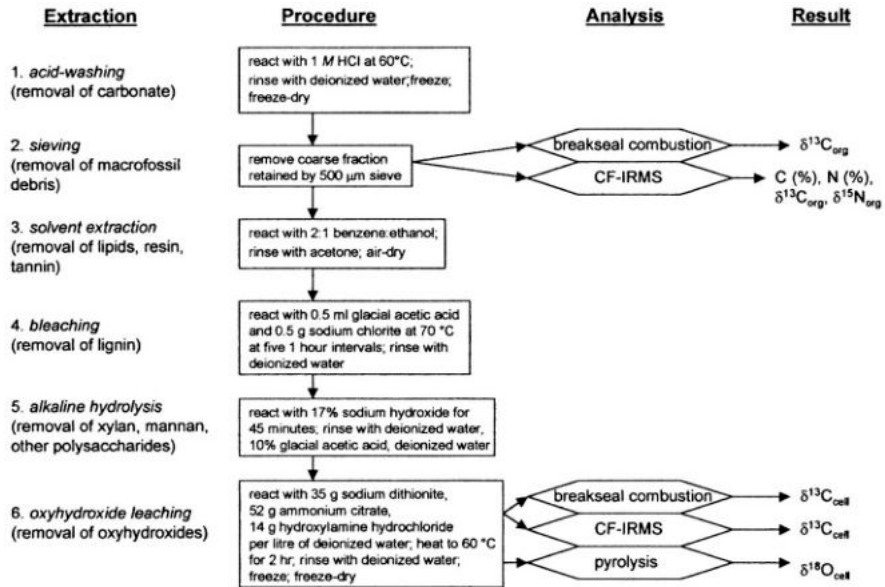 Extraction
Procedure
Analysis
Result
1. acid-washing
(removal of carbonate)
react with 1 M HCl at 60°C;
rinse with deionized water;freeze;
freeze-dry
2. sieving
(removal of macrofossil
debris)
remove coarse fraction
retained by 500 µm sieve
breakseal combustion
δ¹³Corg
CF-IRMS
C (%), N (%),
δ¹³Corg, δ¹⁵Norg
3. solvent extraction
(removal of lipids, resin,
tannin)
react with 2:1 benzene:ethanol;
rinse with acetone; air-dry
4. bleaching
(removal of lignin)
react with 0.5 ml glacial acetic acid
and 0.5 g sodium chlorite at 70 °C
at five 1 hour intervals; rinse with
deionized water
5. alkaline hydrolysis
(removal of xylan, mannan,
other polysaccharides)
react with 17% sodium hydroxide for
45 minutes; rinse with deionized water,
10% glacial acetic acid, deionized water
6. oxyhydroxide leaching
(removal of oxyhydroxides)
react with 35 g sodium dithionite,
52 g ammonium citrate,
14 g hydroxylamine hydrochloride
per litre of deionized water; heat to 60 °C
for 2 hr; rinse with deionized water;
freeze; freeze-dry
breakseal combustion
δ¹³Ccell
CF-IRMS
δ¹³Ccell
pyrolysis
δ¹⁸Ocell